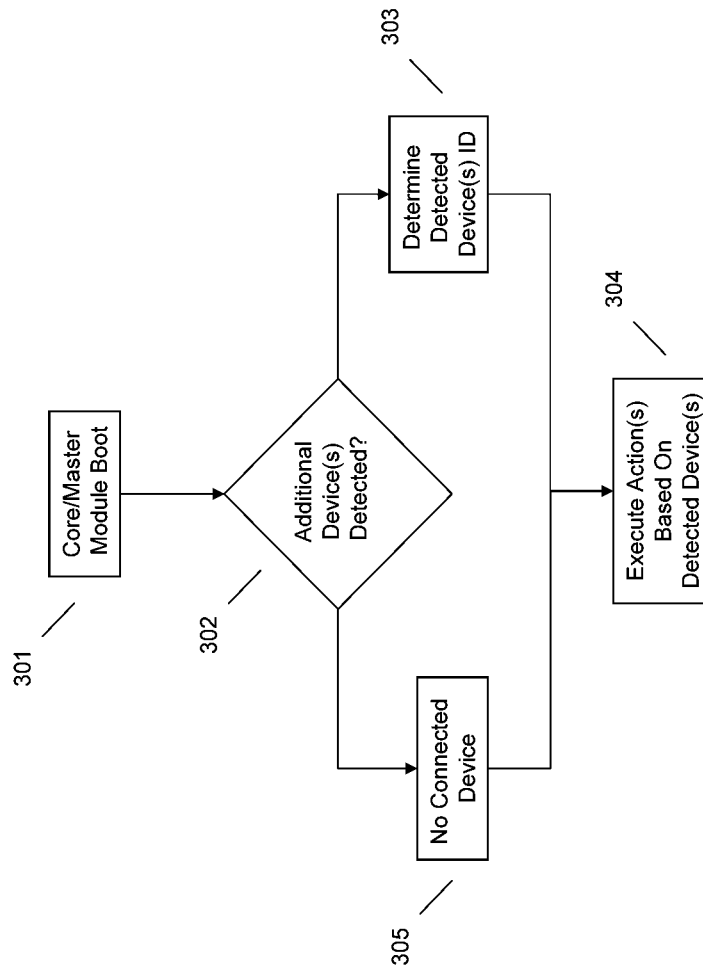 301
Core/Master
Module Boot
302
Additional
Device(s)
Detected?
303
Determine
Detected
Device(s) ID
305
No Connected
Device
304
Execute Action(s)
Based On
Detected Device(s)